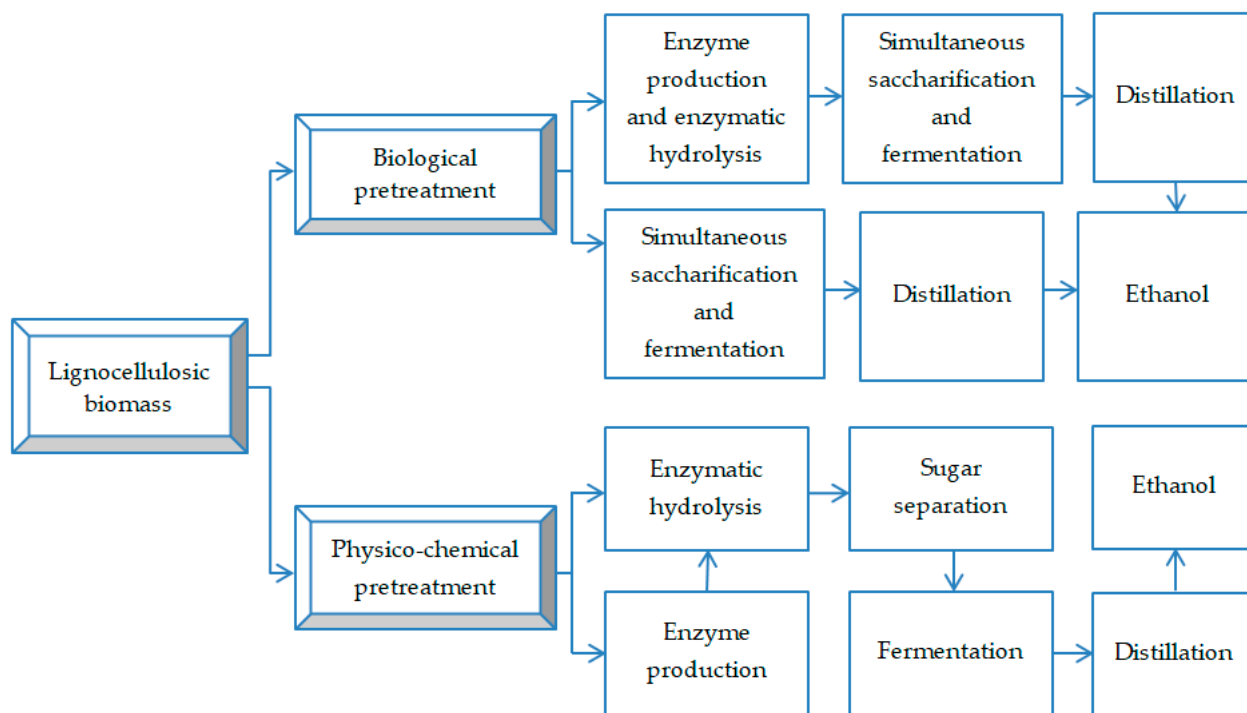 Lignocellulosic
biomass
Biological
pretreatment
Enzyme
production
and enzymatic
hydrolysis
Simultaneous
saccharification
and
fermentation
Distillation
Simultaneous
saccharification
and
fermentation
Distillation
Ethanol
Physico-chemical
pretreatment
Enzymatic
hydrolysis
Sugar
separation
Ethanol
Enzyme
production
Fermentation
Distillation